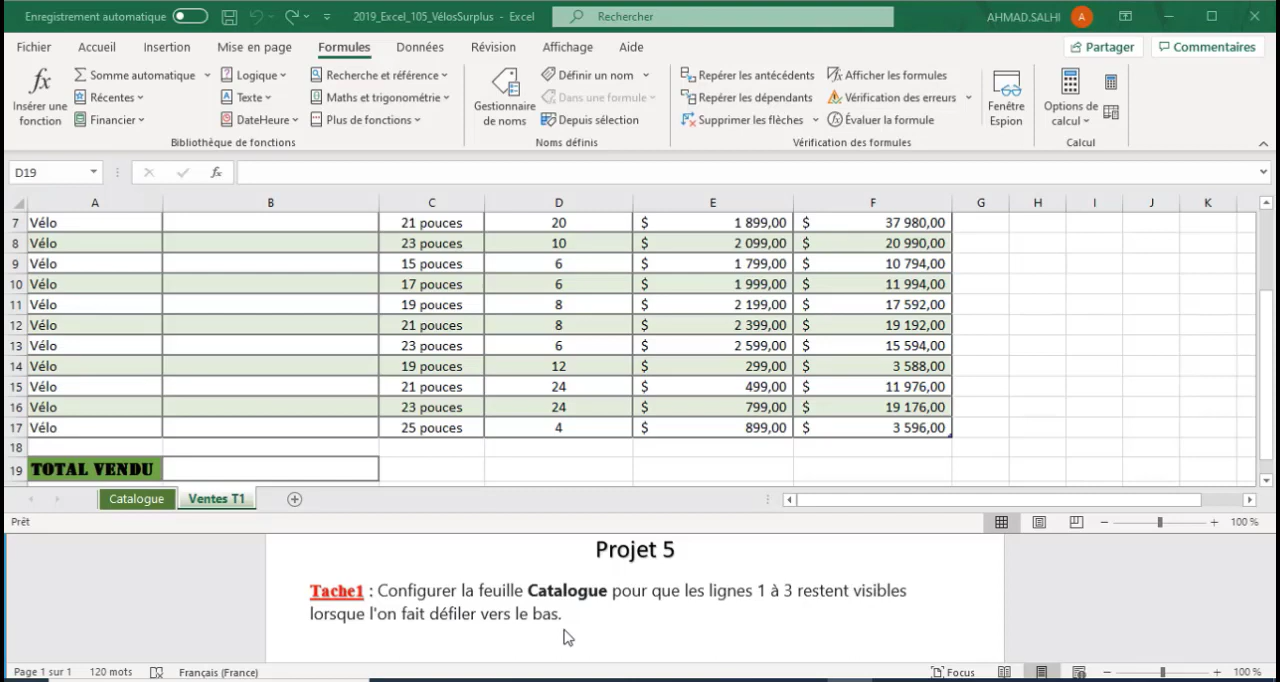 Enregistrement automatique 2019_Excel_105_VélosSurplus - Excel Rechercher AHMAD.SALHI A
Fichier Accueil Insertion Mise en page Formules Données Révision Affichage Aide Partager Commentaires
fx Insérer une fonction
Somme automatique
Récentes
Financier
Logique
Texte
DateHeure
Recherche et référence
Maths et trigonométrie
Plus de fonctions
Bibliothèque de fonctions
Gestionnaire de noms
Définir un nom
Dans une formule
Depuis sélection
Noms définis
Repérer les antécédents
Repérer les dépendants
Supprimer les flèches
Afficher les formules
Vérification des erreurs
Évaluer la formule
Fenêtre Espion
Vérification des formules
Options de calcul
Calcul
D19 fx
A B C D E F G H I J K
7 Vélo 21 pouces 20 $ 1 899,00 $ 37 980,00
8 Vélo 23 pouces 10 $ 2 099,00 $ 20 990,00
9 Vélo 15 pouces 6 $ 1 799,00 $ 10 794,00
10 Vélo 17 pouces 6 $ 1 999,00 $ 11 994,00
11 Vélo 19 pouces 8 $ 2 199,00 $ 17 592,00
12 Vélo 21 pouces 8 $ 2 399,00 $ 19 192,00
13 Vélo 23 pouces 6 $ 2 599,00 $ 15 594,00
14 Vélo 19 pouces 12 $ 299,00 $ 3 588,00
15 Vélo 21 pouces 24 $ 499,00 $ 11 976,00
16 Vélo 23 pouces 24 $ 799,00 $ 19 176,00
17 Vélo 25 pouces 4 $ 899,00 $ 3 596,00
18
19 TOTAL VENDU
Catalogue Ventes T1
Prêt 100 %
Projet 5
Tache1 : Configurer la feuille Catalogue pour que les lignes 1 à 3 restent visibles
lorsque l'on fait défiler vers le bas.
Page 1 sur 1 120 mots Français (France) Focus 100 %